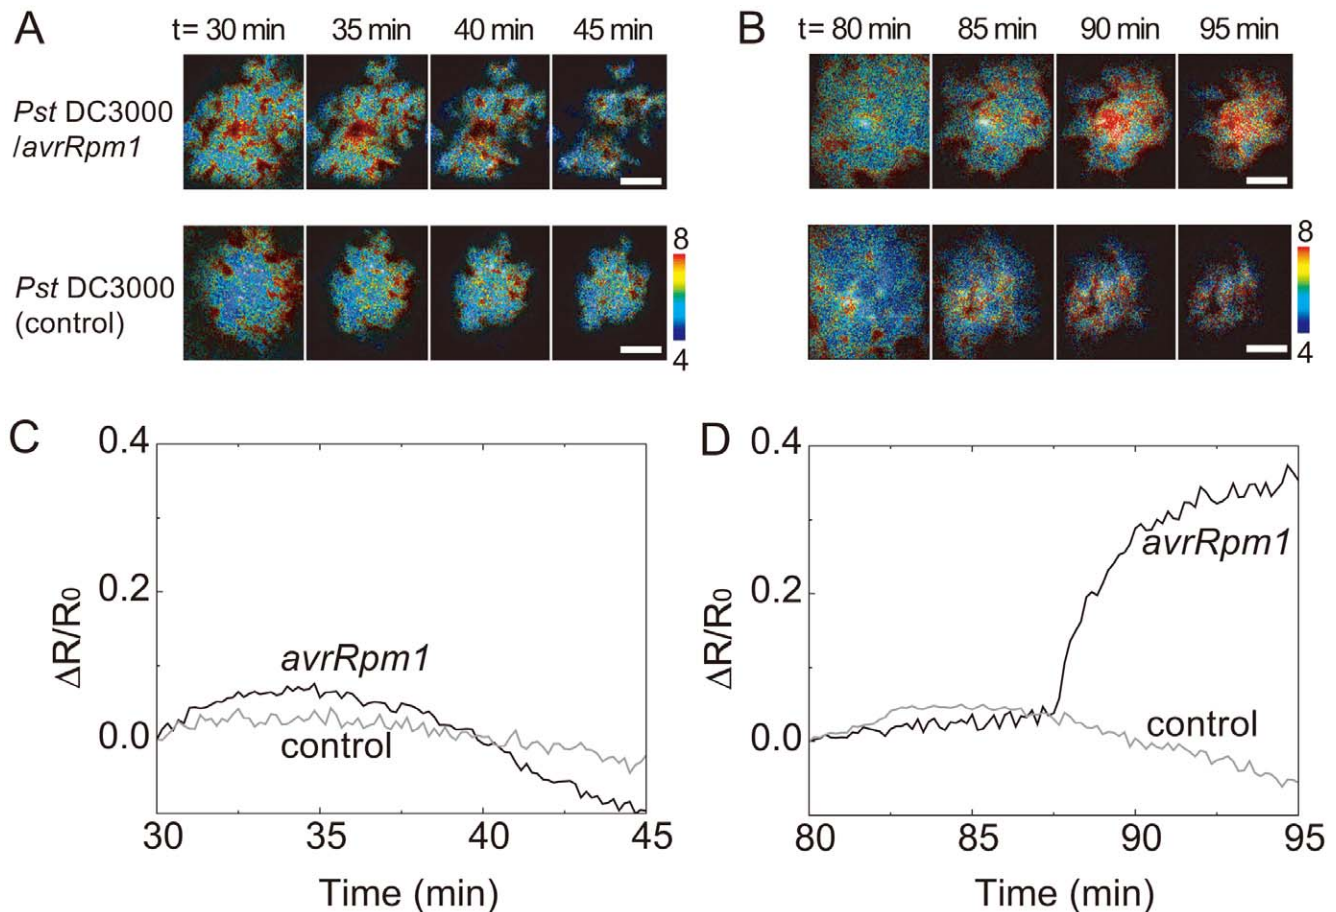 A
t= 30 min 35 min 40 min 45 min
Pst DC3000
/avrRpm1
Pst DC3000
(control)
8
4
B
t= 80 min 85 min 90 min 95 min
8
4
C
0.4
0.2
0.0
ΔR/R0
avrRpm1
control
30 35 40 45
Time (min)
D
0.4
0.2
0.0
ΔR/R0
avrRpm1
control
80 85 90 95
Time (min)